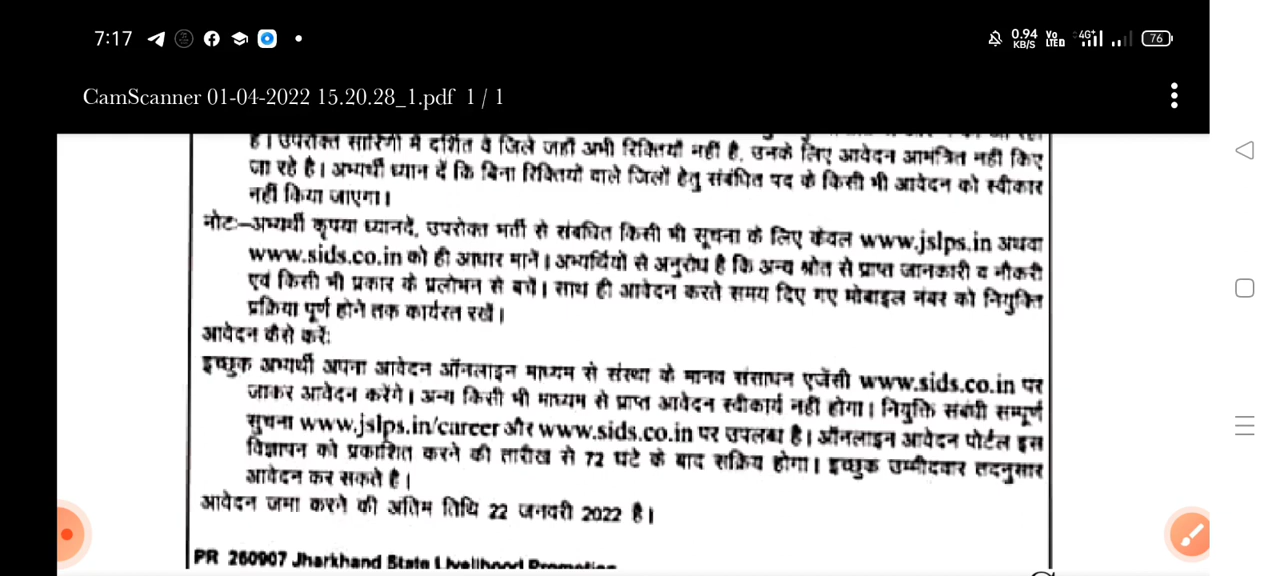 7:17
0.94 KB/S Vo LTE 4G+ 76
CamScanner 01-04-2022 15.20.28_1.pdf 1 / 1
है। उपरोक्त सारिणी में दर्शित वे जिले जहाँ अभी रिक्तियाँ नहीं है, उनके लिए आवेदन आमंत्रित नहीं किए
जा रहे है। अभ्यर्थी ध्यान दें कि बिना रिक्तियों वाले जिलों हेतु संबंधित पद के किसी भी आवेदन को स्वीकार
नहीं किया जाएगा।
नोटः–अभ्यर्थी कृपया ध्यानदें, उपरोक्त भर्ती से संबंधित किसी भी सूचना के लिए केवल www.jslps.in अथवा
www.sids.co.in को ही आधार मानें। अभ्यर्थियों से अनुरोध है कि अन्य श्रोत से प्राप्त जानकारी व नौकरी
एवं किसी भी प्रकार के प्रलोभन से बचें। साथ ही आवेदन करते समय दिए गए मोबाइल नंबर को नियुक्ति
प्रक्रिया पूर्ण होने तक कार्यरत रखें।
आवेदन कैसे करें:
इच्छुक अभ्यर्थी अपना आवेदन ऑनलाइन माध्यम से संस्था के मानव संसाधन एजेंसी www.sids.co.in पर
जाकर आवेदन करेंगे। अन्य किसी भी माध्यम से प्राप्त आवेदन स्वीकार्य नहीं होगा। नियुक्ति संबंधी सम्पूर्ण
सुचना www.jslps.in/career और www.sids.co.in पर उपलब्ध है। ऑनलाइन आवेदन पोर्टल इस
विज्ञापन को प्रकाशित करने की तारीख से 72 घंटे के बाद सक्रिय होगा। इच्छुक उम्मीदवार तदनुसार
आवेदन कर सकते है।
आवेदन जमा करने की अंतिम तिथि 22 जनवरी 2022 है।
PR 260907 Jharkhand State Livelihood Promotion